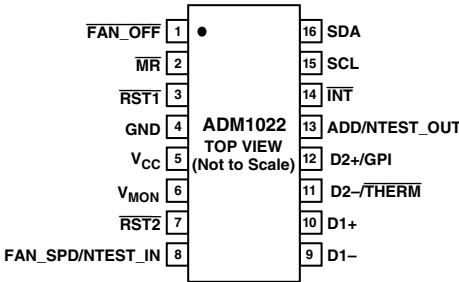 FAN_OFF 1
MR 2
RST1 3
GND 4
VCC 5
VMON 6
RST2 7
FAN_SPD/NTEST_IN 8
ADM1022
TOP VIEW
(Not to Scale)
16 SDA
15 SCL
14 INT
13 ADD/NTEST_OUT
12 D2+/GPI
11 D2–/THERM
10 D1+
9 D1–